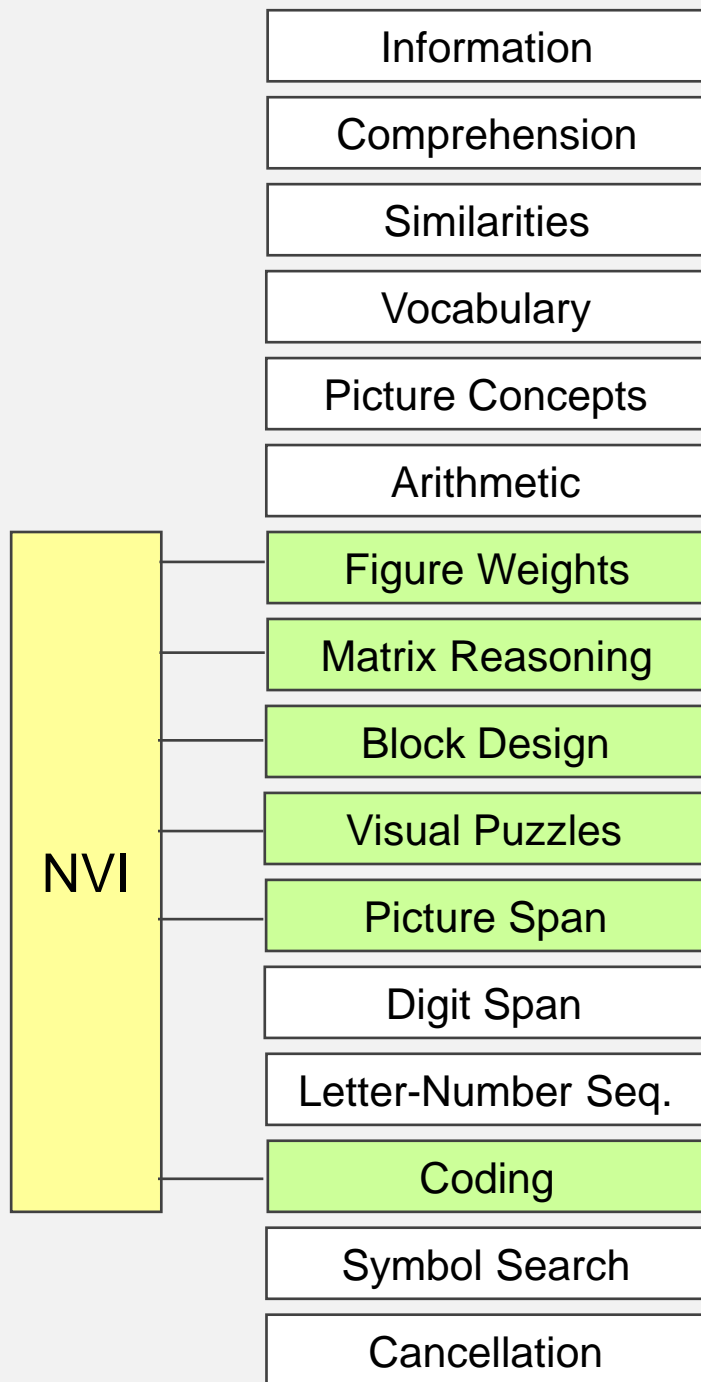 Information
Comprehension
Similarities
Vocabulary
Picture Concepts
Arithmetic
Figure Weights
Matrix Reasoning
Block Design
Visual Puzzles
NVI
Picture Span
Digit Span
Letter-Number Seq.
Coding
Symbol Search
Cancellation